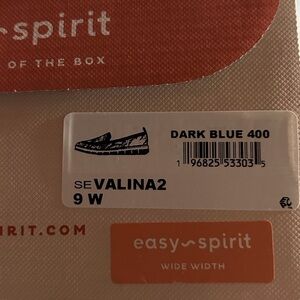 spirit
OF THE BOX
DARK BLUE 400
1 96825 53303 5
SE VALINA2
9 W
IRIT.COM
easy spirit
WIDE WIDTH